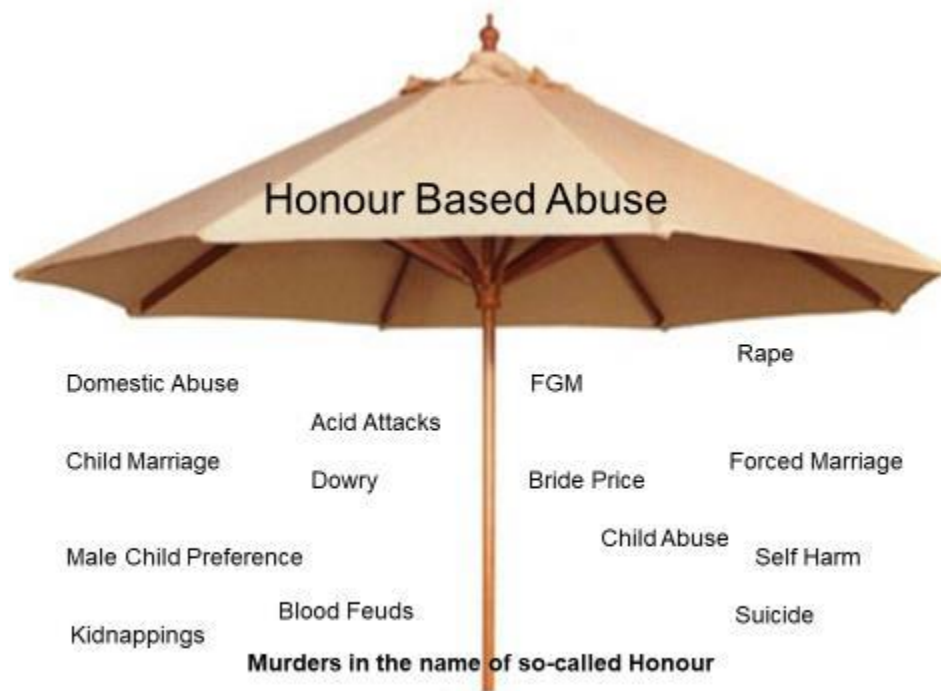 Honour Based Abuse
Rape
Domestic Abuse
FGM
Acid Attacks
Child Marriage
Forced Marriage
Dowry
Bride Price
Child Abuse
Male Child Preference
Self Harm
Blood Feuds
Suicide
Kidnappings
Murders in the name of so-called Honour